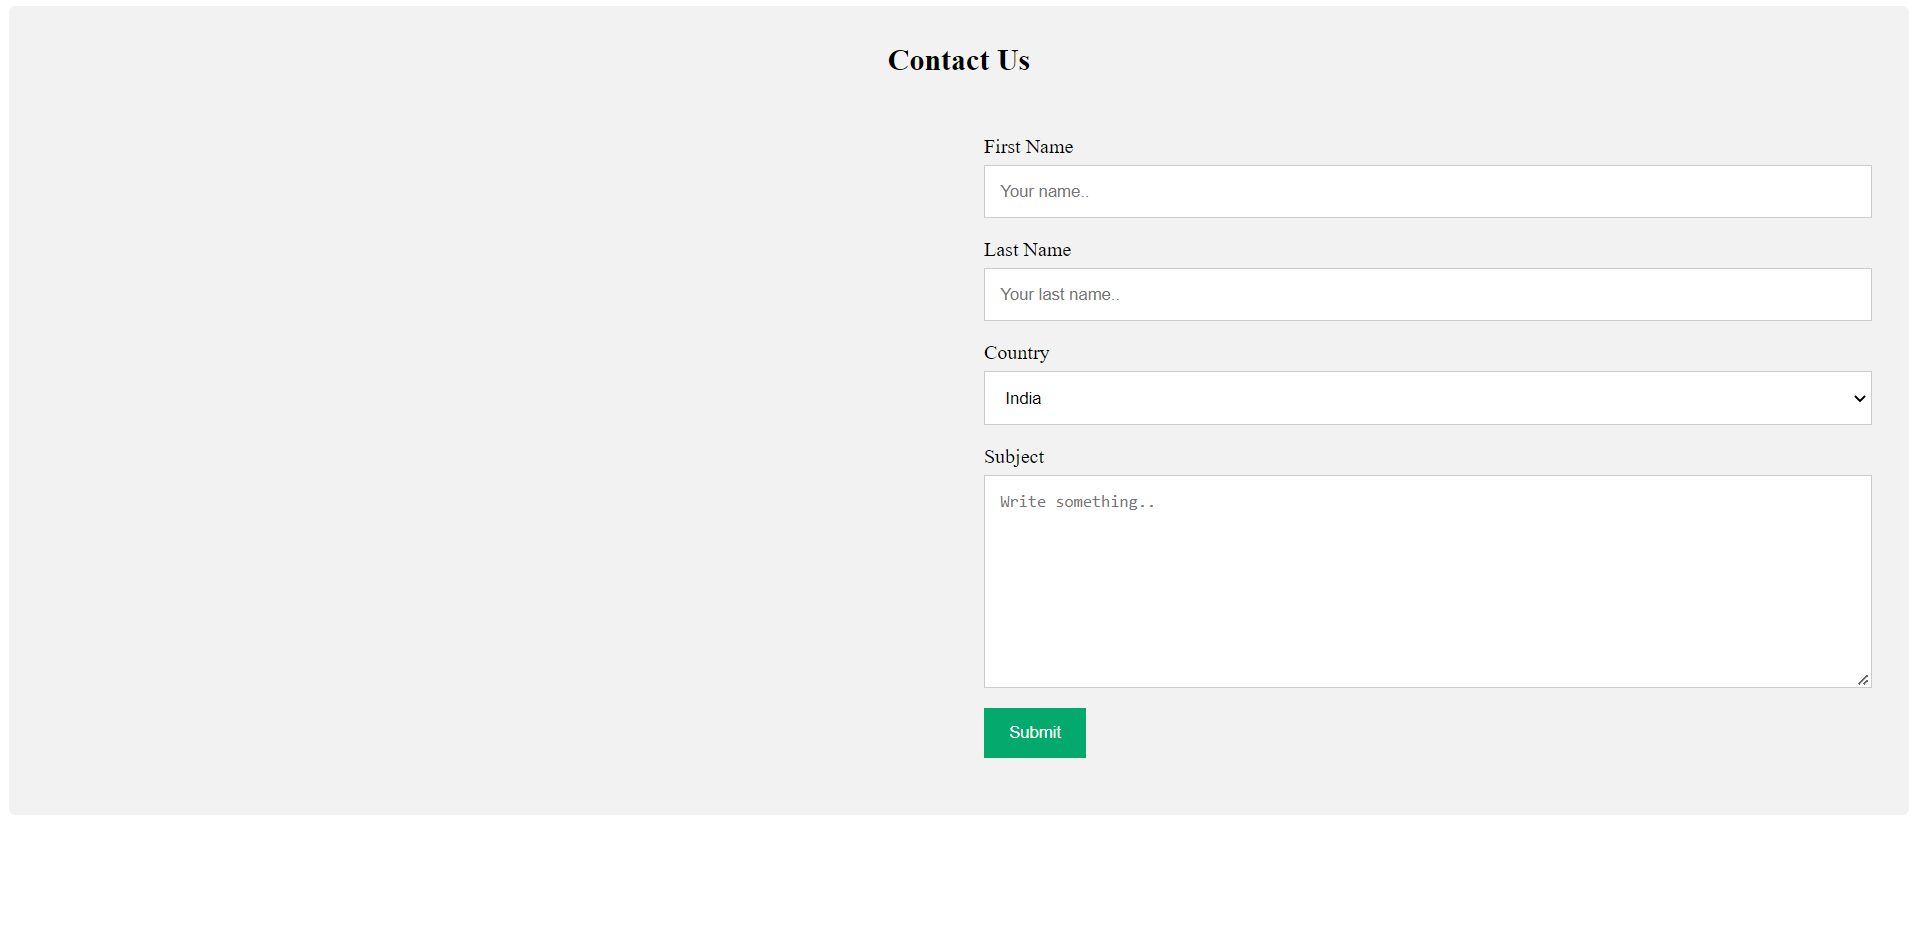 Contact Us
First Name
Your name..
Last Name
Your last name..
Country
India
Subject
Write something..
Submit